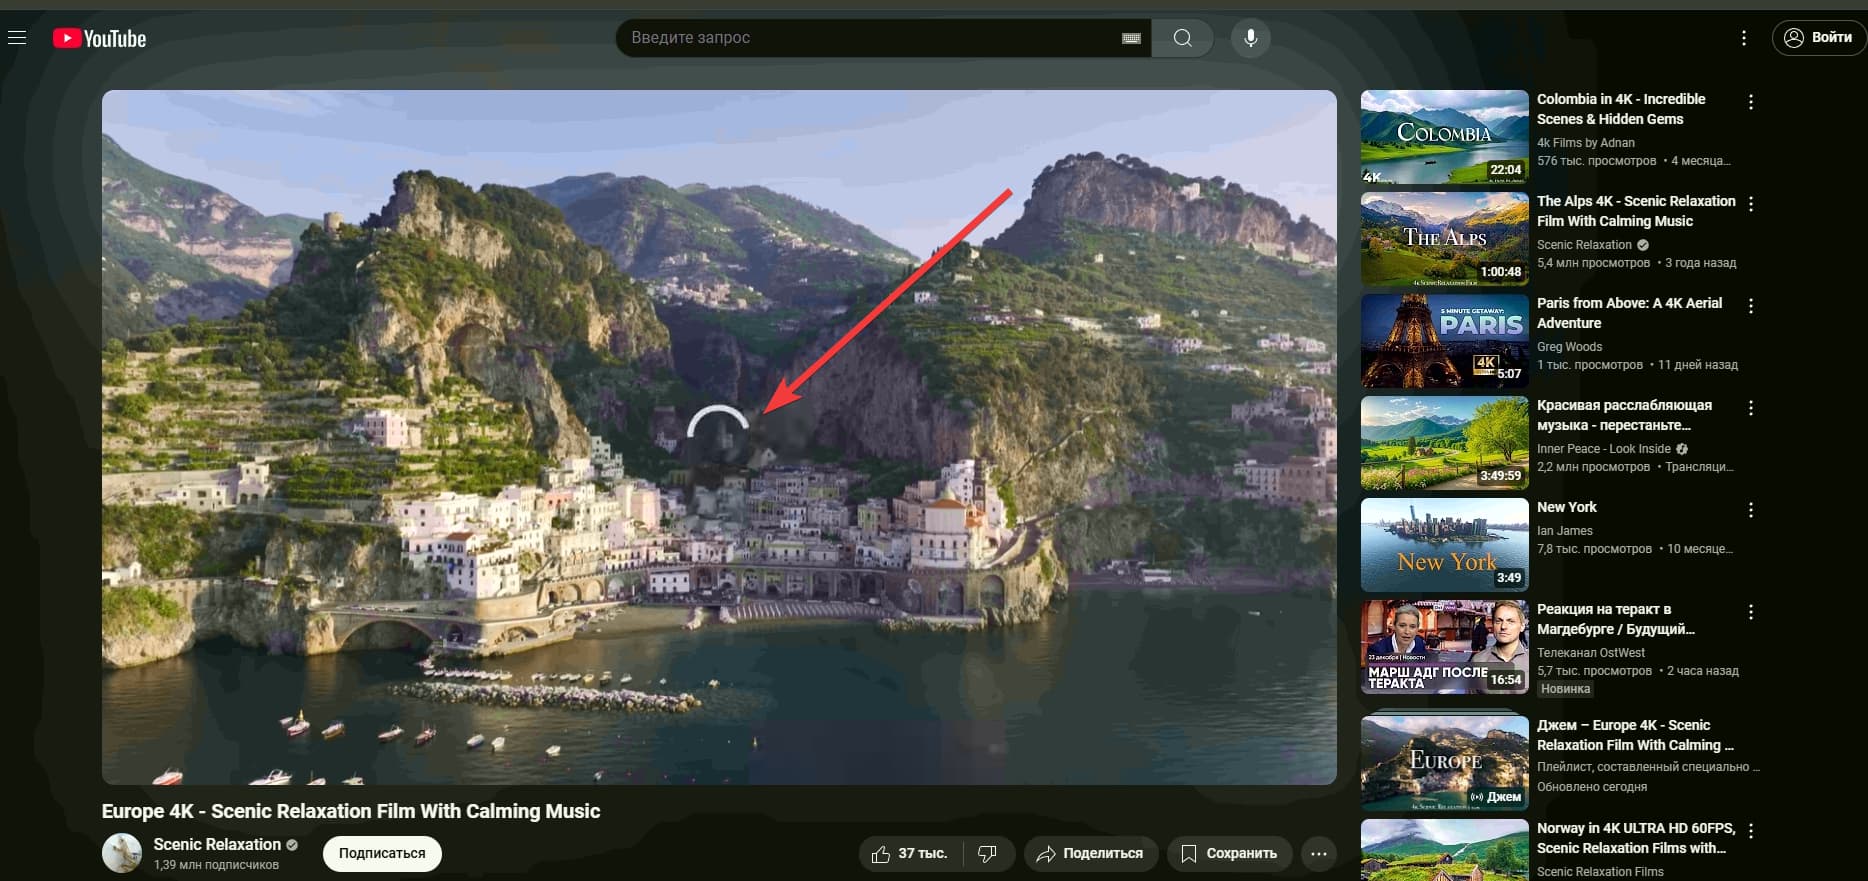 YouTube
Введите запрос
Войти
COLOMBIA
4K
22:04
Colombia in 4K - Incredible
Scenes & Hidden Gems
4k Films by Adnan
576 тыс. просмотров • 4 месяца...
THE ALPS
1:00:48
The Alps 4K - Scenic Relaxation
Film With Calming Music
Scenic Relaxation
5,4 млн просмотров • 3 года назад
5 MINUTE GETAWAY:
PARIS
4K
5:07
Paris from Above: A 4K Aerial
Adventure
Greg Woods
1 тыс. просмотров • 11 дней назад
3:49:59
Красивая расслабляющая
музыка - перестаньте...
Inner Peace - Look Inside
2,2 млн просмотров • Трансляци...
New York
3:49
New York
Ian James
7,8 тыс. просмотров • 10 месяце...
23 декабря | Новости
МАРШ АДГ ПОСЛЕ
ТЕРАКТА
16:54
Реакция на теракт в
Магдебурге / Будущий...
Телеканал OstWest
5,7 тыс. просмотров • 2 часа назад
Новинка
EUROPE
Джем
Джем – Europe 4K - Scenic
Relaxation Film With Calming ...
Плейлист, составленный специально ...
Обновлено сегодня
Norway in 4K ULTRA HD 60FPS,
Scenic Relaxation Films with...
Scenic Relaxation Films
Europe 4K - Scenic Relaxation Film With Calming Music
Scenic Relaxation
1,39 млн подписчиков
Подписаться
37 тыс.
Поделиться
Сохранить